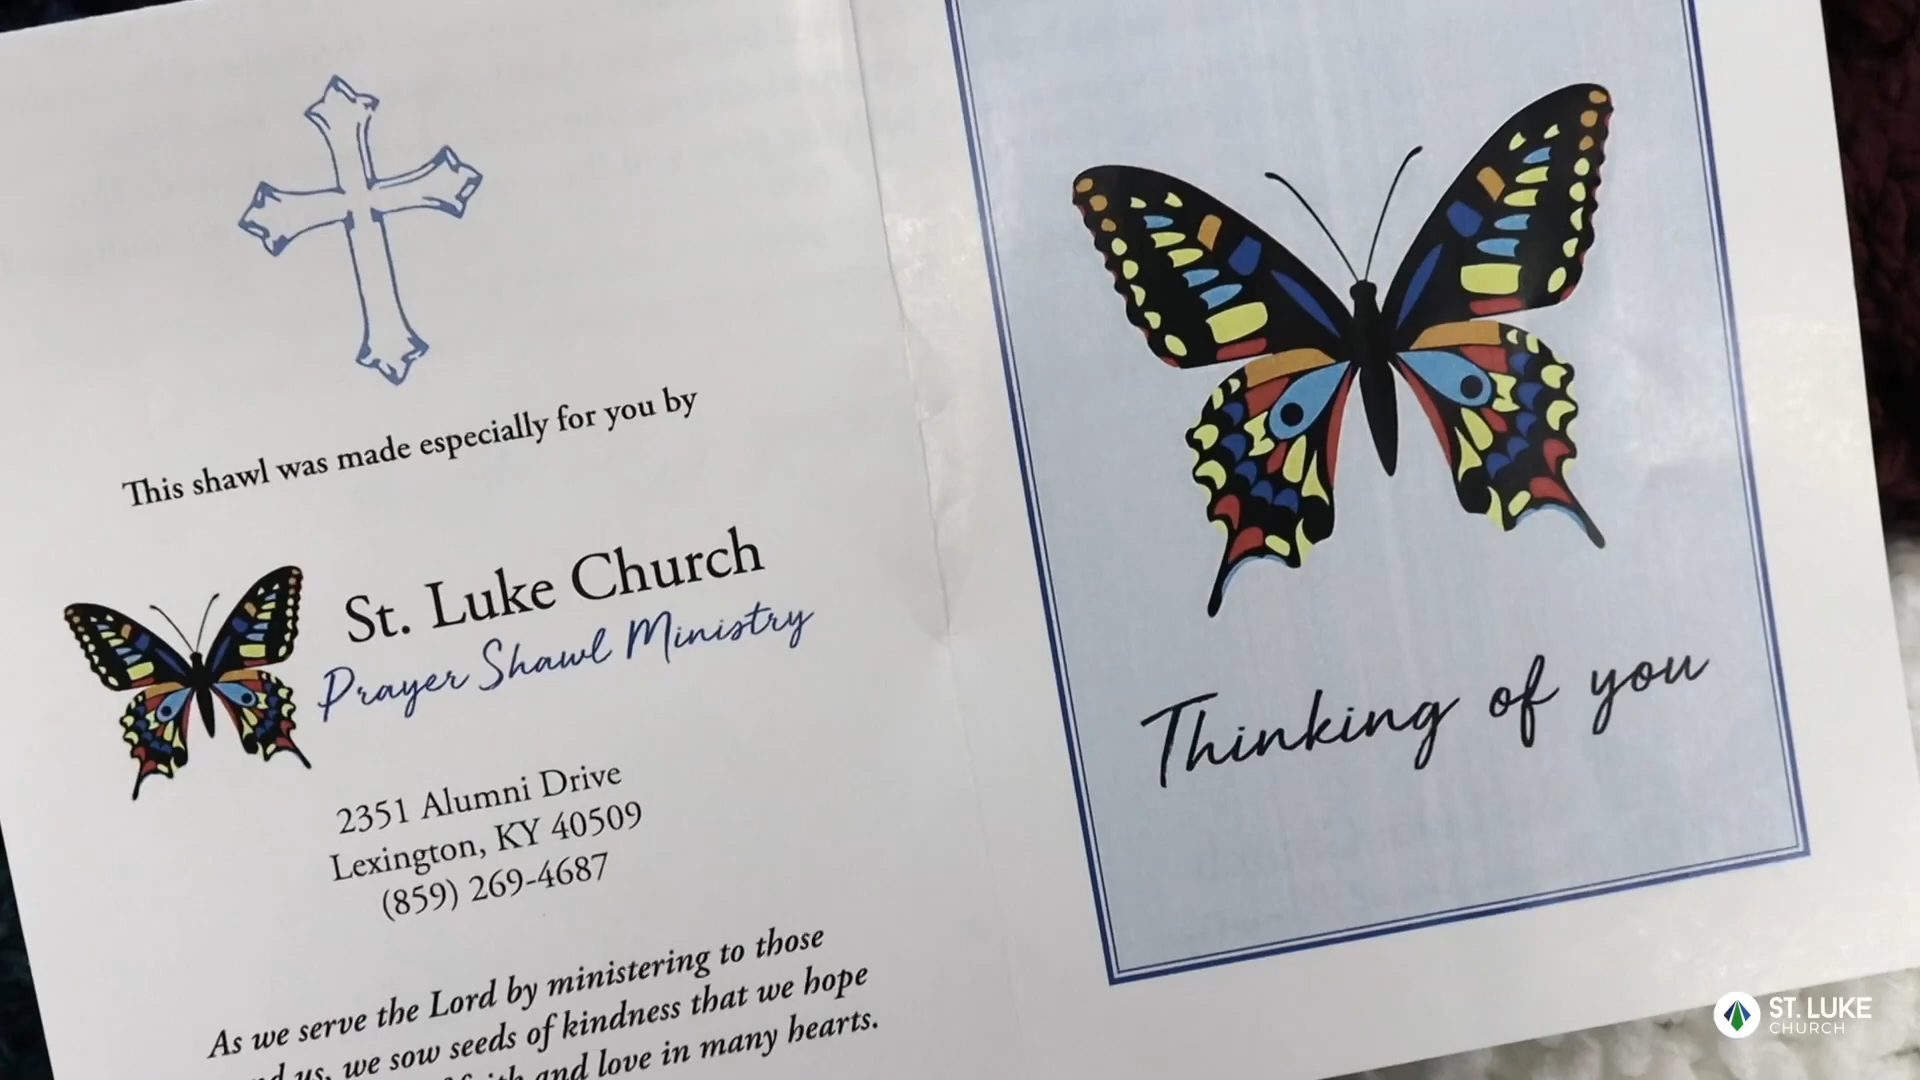 This shawl was made especially for you by
St. Luke Church
Prayer Shawl Ministry
2351 Alumni Drive
Lexington, KY 40509
(859) 269-4687
As we serve the Lord by ministering to those
us, we sow seeds of kindness that we hope
and love in many hearts.
Thinking of you
ST. LUKE
CHURCH